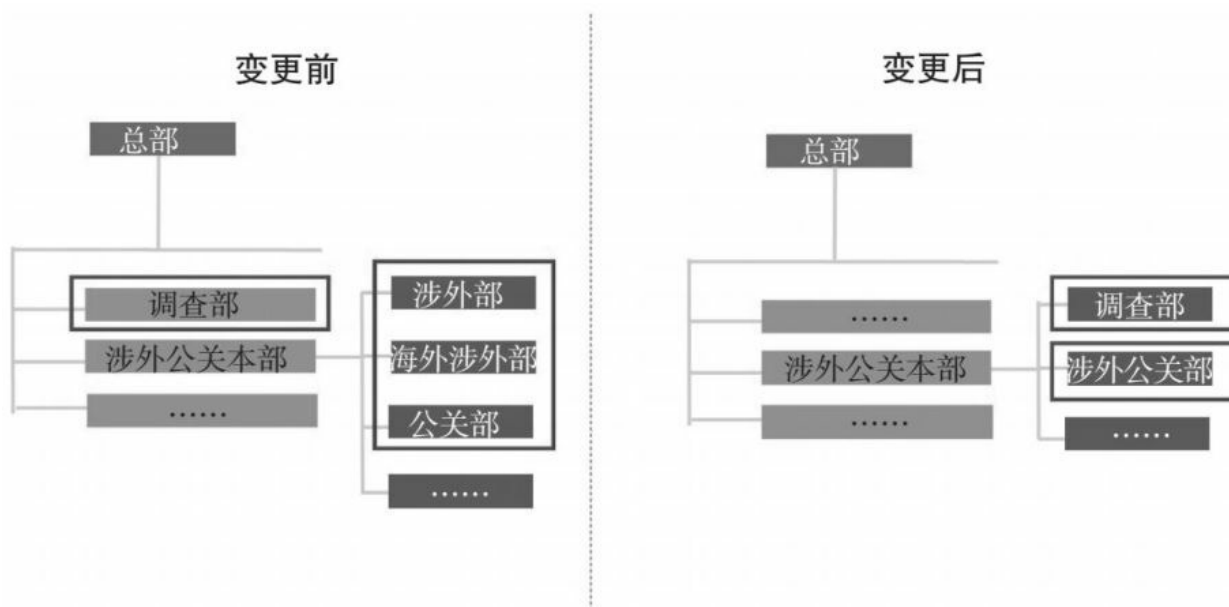 变更前
总部
调查部
涉外公关本部
……
涉外部
海外涉外部
公关部
……
变更后
总部
……
涉外公关本部
……
调查部
涉外公关部
……